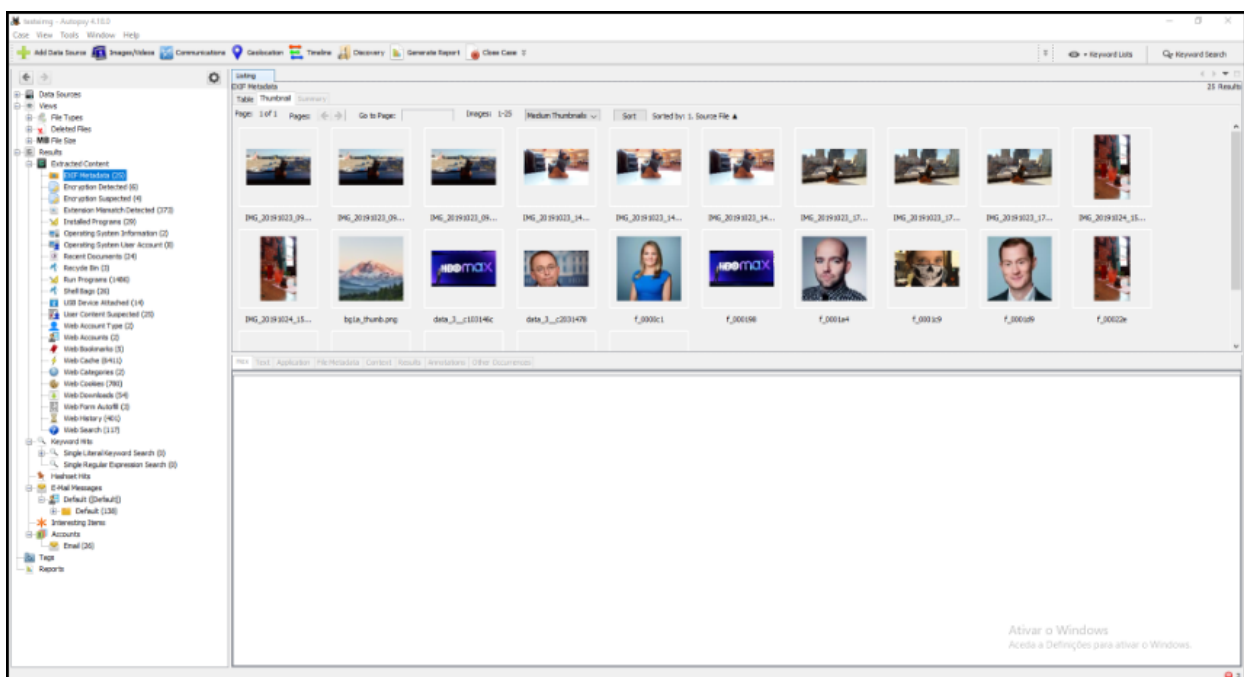 testeimg - Autopsy 4.18.0
Case View Tools Window Help
Add Data Source Images/Videos Communications Geolocation Timeline Discovery Generate Report Close Case Keyword Lists Keyword Search
Listing
EXIF Metadata 25 Results
Table Thumbnail Summary
Page: 1 of 1 Pages: Go to Page: Images: 1-25 Medium Thumbnails Sort Sorted by: 1. Source File ▲
Data Sources
Views
File Types
Deleted Files
MB File Size
Results
Extracted Content
EXIF Metadata (25)
Encryption Detected (6)
Encryption Suspected (4)
Extension Mismatch Detected (373)
Installed Programs (29)
Operating System Information (2)
Operating System User Account (8)
Recent Documents (24)
Recycle Bin (3)
Run Programs (1486)
Shell Bags (36)
USB Device Attached (14)
User Content Suspected (25)
Web Account Type (2)
Web Accounts (2)
Web Bookmarks (5)
Web Cache (8411)
Web Categories (2)
Web Cookies (780)
Web Downloads (54)
Web Form Autofill (3)
Web History (401)
Web Search (117)
Keyword Hits
Single Literal Keyword Search (0)
Single Regular Expression Search (0)
Hashset Hits
E-Mail Messages
Default ([Default])
Default (138)
Interesting Items
Accounts
Email (26)
Tags
Reports
IMG_20191023_09... IMG_20191023_09... IMG_20191023_09... IMG_20191023_14... IMG_20191023_14... IMG_20191023_14... IMG_20191023_17... IMG_20191023_17... IMG_20191023_17... IMG_20191024_15...
HBOmax
HBOmax
IMG_20191024_15... bg1a_thumb.png data_3__c103146c data_3__c2031478 f_0000c1 f_000198 f_0001a4 f_0001c9 f_0001d9 f_00022e
Hex Text Application File Metadata Context Results Annotations Other Occurrences
Ativar o Windows
Aceda a Definições para ativar o Windows.